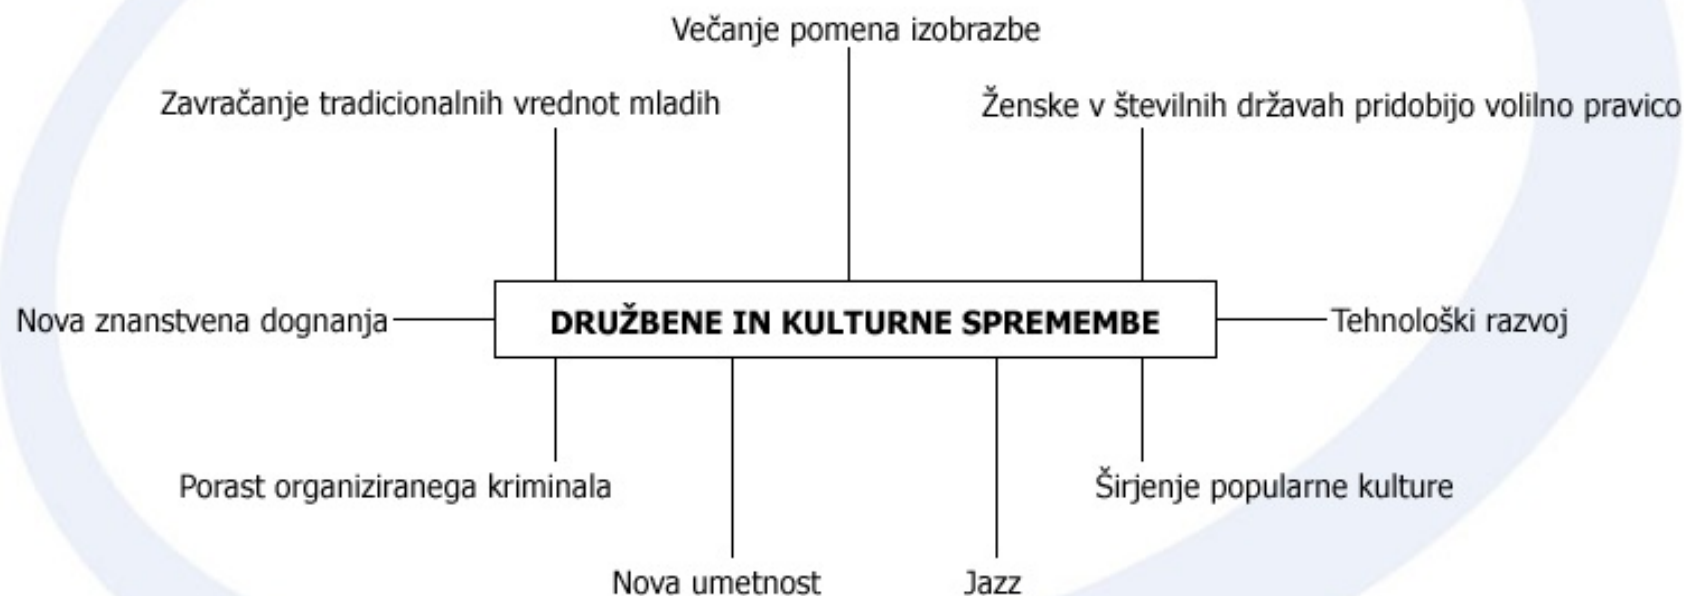 Večanje pomena izobrazbe
Zavračanje tradicionalnih vrednot mladih
Ženske v številnih državah pridobijo volilno pravico
Nova znanstvena dognanja
DRUŽBENE IN KULTURNE SPREMEMBE
Tehnološki razvoj
Porast organiziranega kriminala
Širjenje popularne kulture
Nova umetnost
Jazz